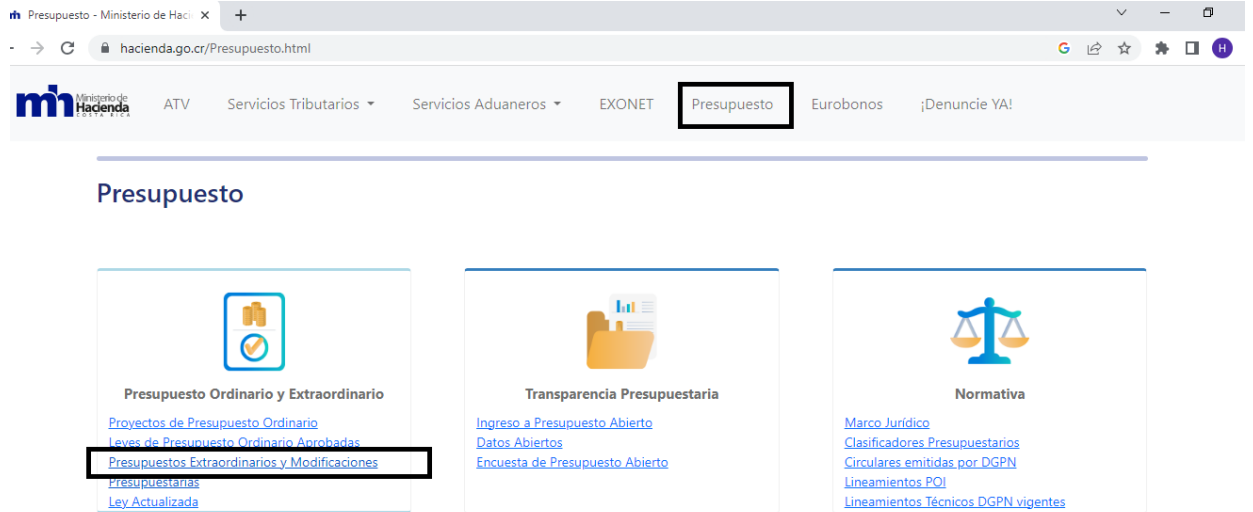 Presupuesto - Ministerio de Haci
hacienda.go.cr/Presupuesto.html
mh Ministerio de
Hacienda
COSTA RICA
ATV Servicios Tributarios Servicios Aduaneros EXONET Presupuesto Eurobonos ¡Denuncie YA!
Presupuesto
Presupuesto Ordinario y Extraordinario
Proyectos de Presupuesto Ordinario
Leyes de Presupuesto Ordinario Aprobadas
Presupuestos Extraordinarios y Modificaciones
Presupuestarias
Ley Actualizada
Transparencia Presupuestaria
Ingreso a Presupuesto Abierto
Datos Abiertos
Encuesta de Presupuesto Abierto
Normativa
Marco Jurídico
Clasificadores Presupuestarios
Circulares emitidas por DGPN
Lineamientos POI
Lineamientos Técnicos DGPN vigentes
H